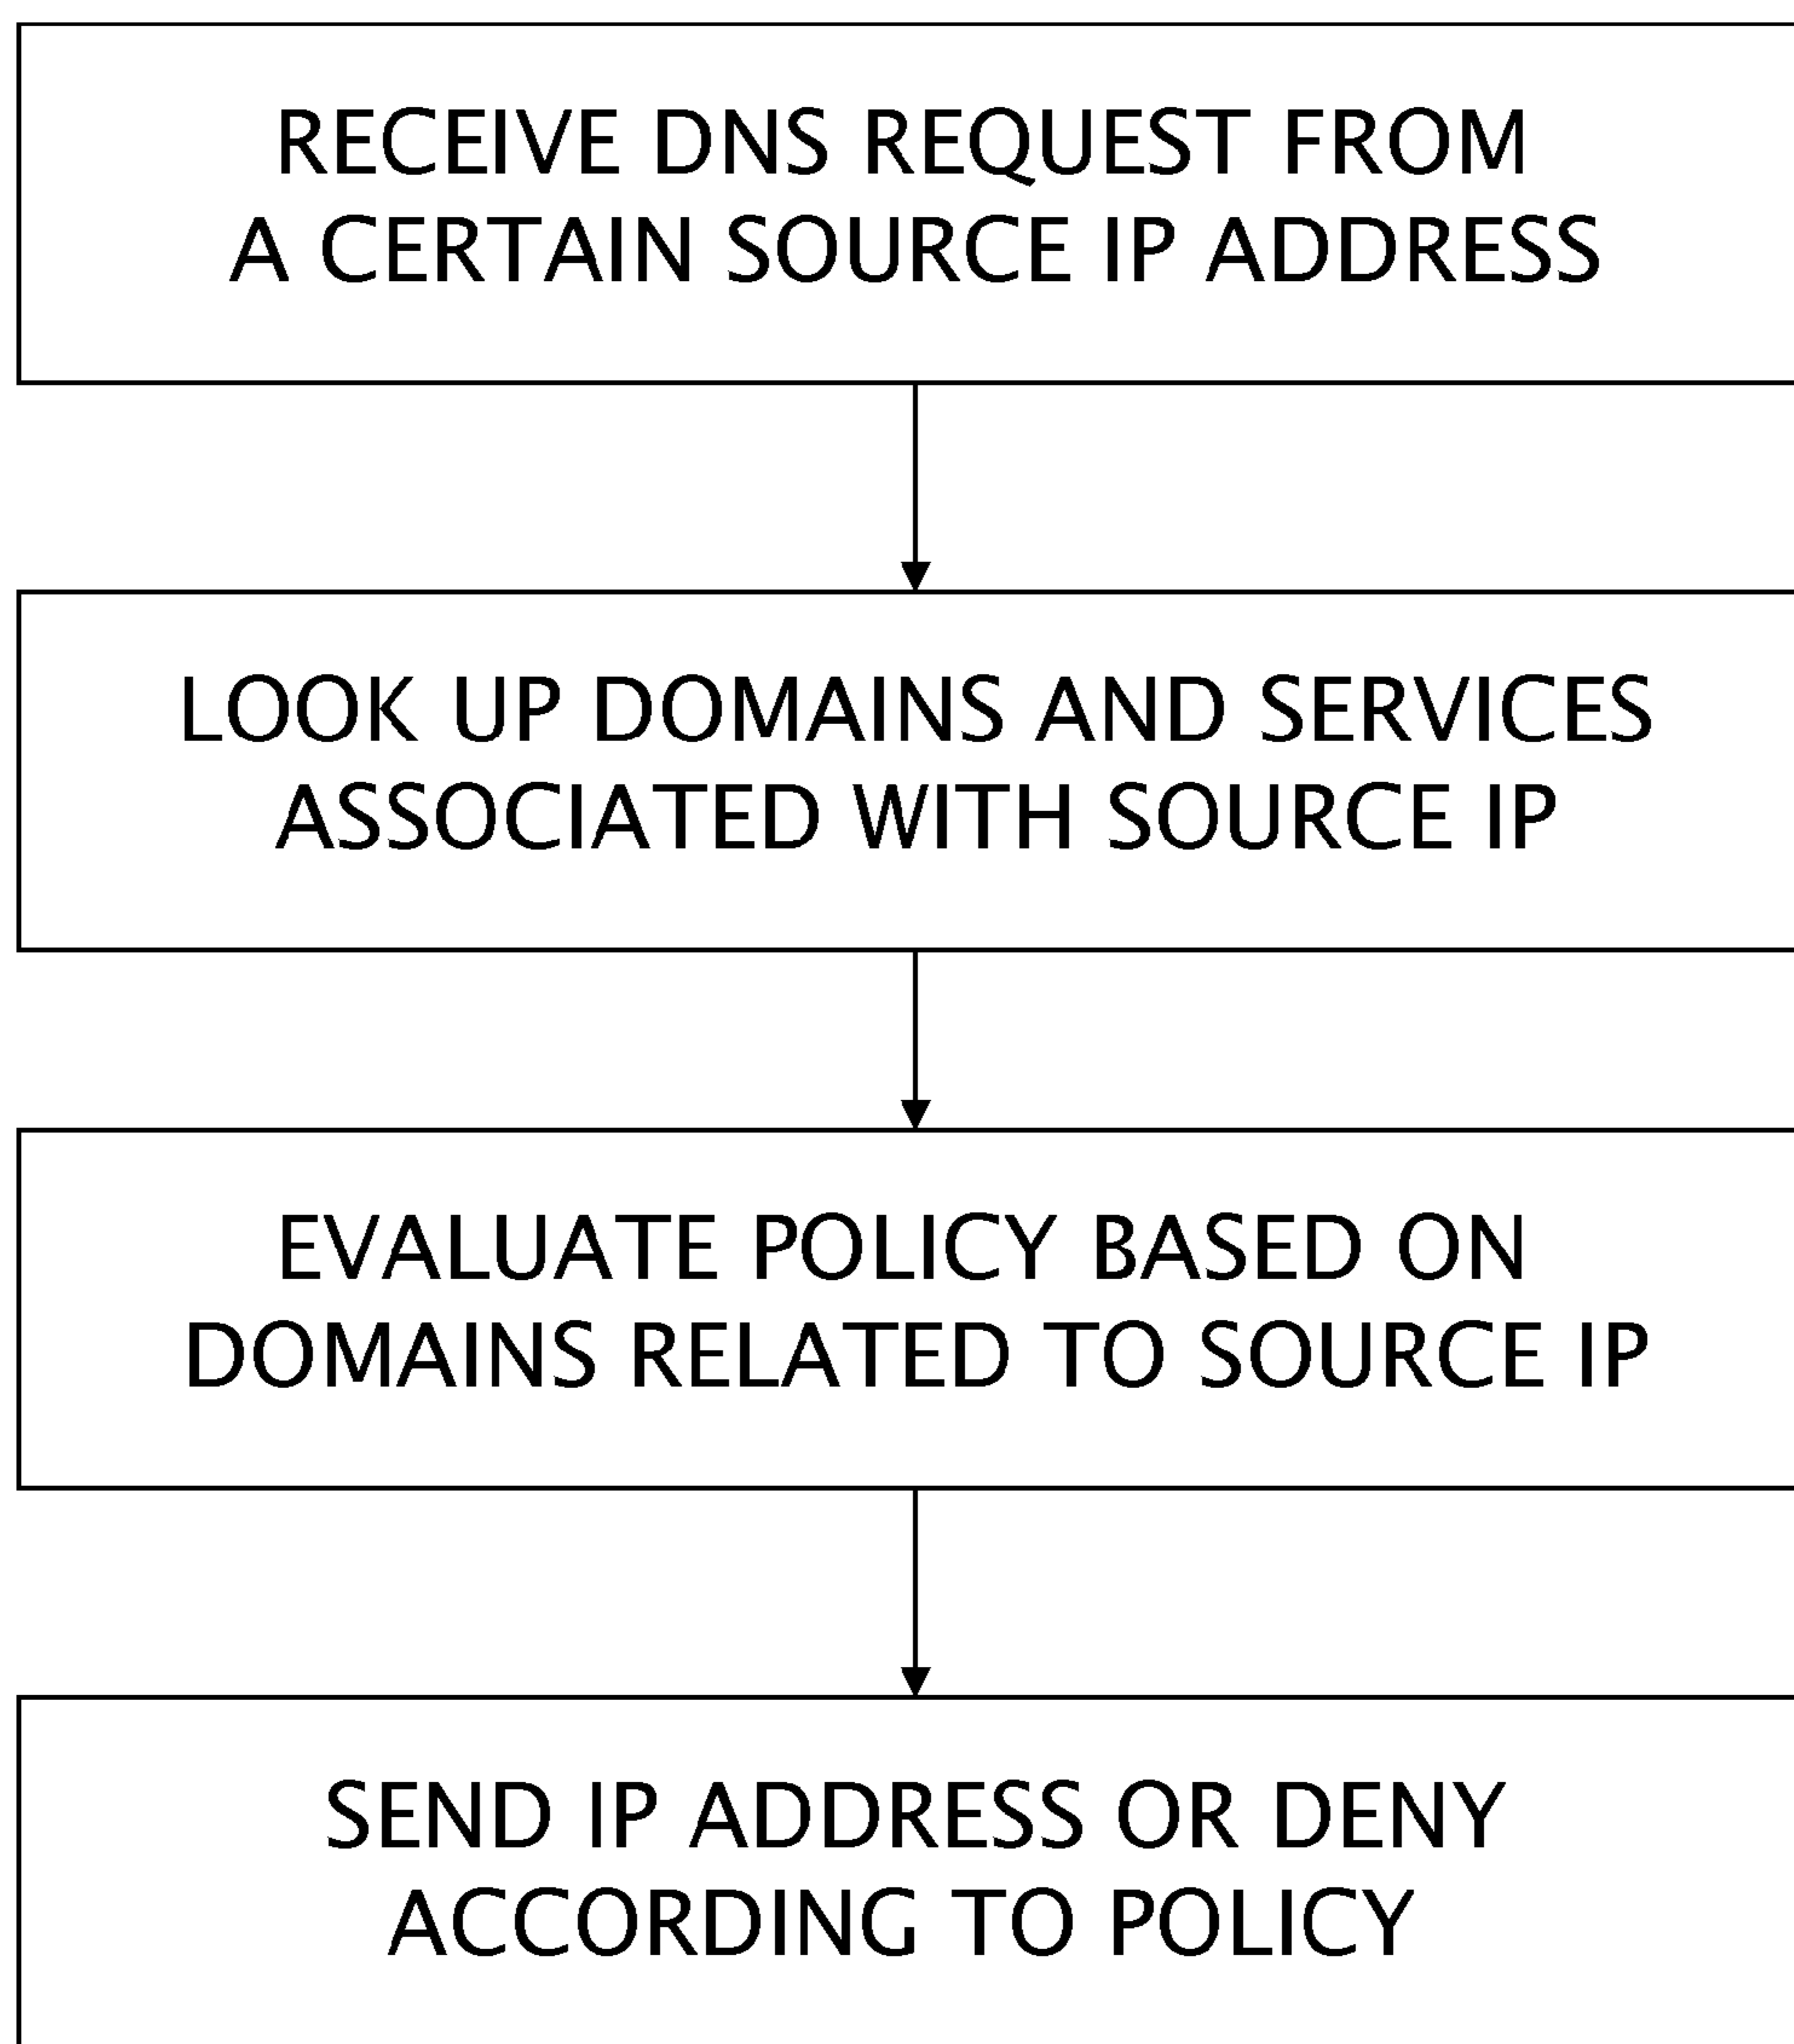 RECEIVE DNS REQUEST FROM
A CERTAIN SOURCE IP ADDRESS
LOOK UP DOMAINS AND SERVICES
ASSOCIATED WITH SOURCE IP
EVALUATE POLICY BASED ON
DOMAINS RELATED TO SOURCE IP
SEND IP ADDRESS OR DENY
ACCORDING TO POLICY